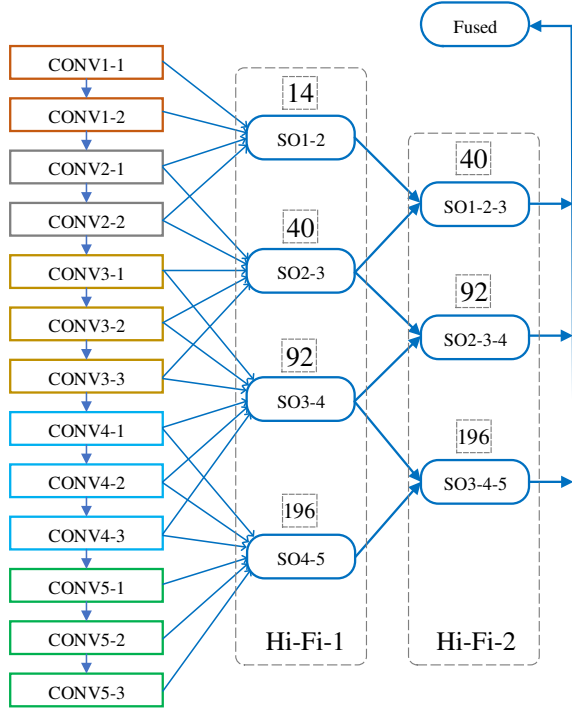 Fused
CONV1-1
CONV1-2
CONV2-1
CONV2-2
CONV3-1
CONV3-2
CONV3-3
CONV4-1
CONV4-2
CONV4-3
CONV5-1
CONV5-2
CONV5-3
14
SO1-2
40
SO2-3
92
SO3-4
196
SO4-5
Hi-Fi-1
40
SO1-2-3
92
SO2-3-4
196
SO3-4-5
Hi-Fi-2